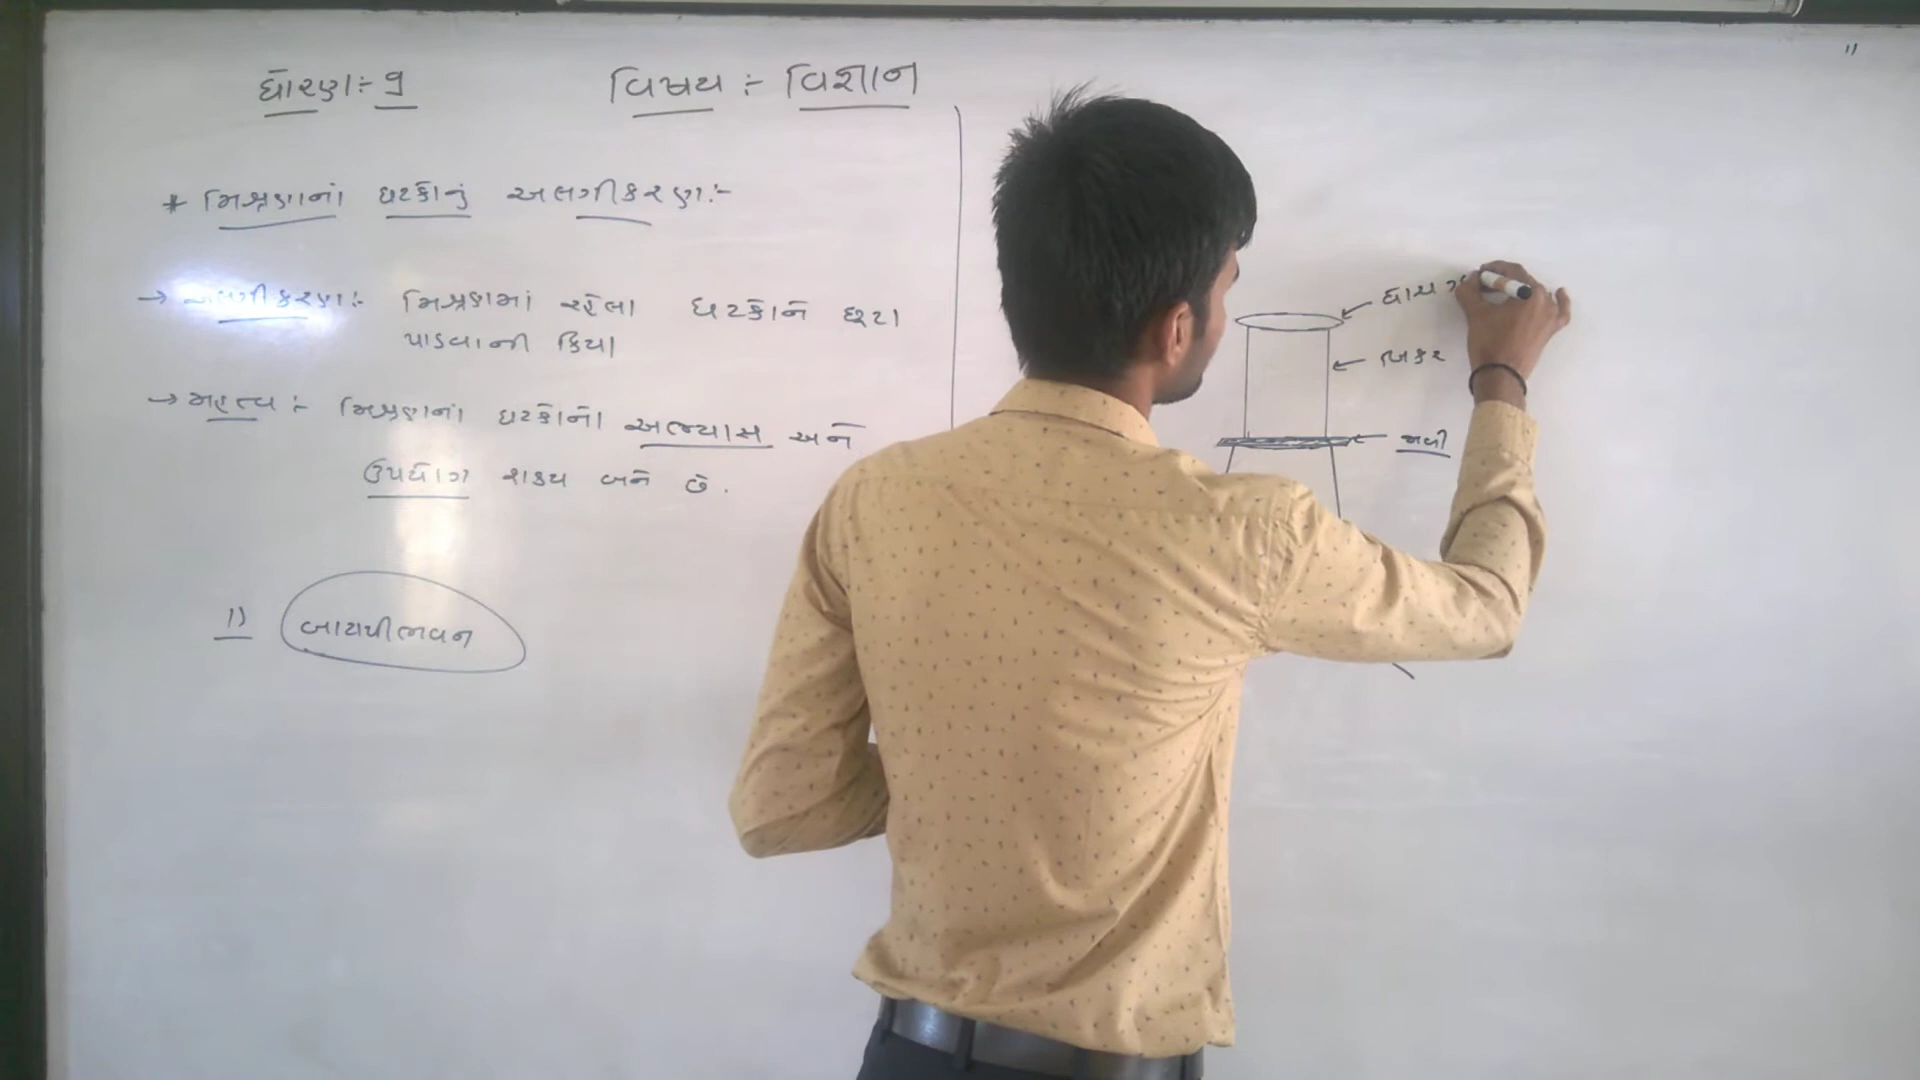 ધોરણ:- 9
વિષય :- વિજ્ઞાન
* મિશ્રણનાં ઘટકોનું અલગીકરણ:-
→ અલગીકરણ:- મિશ્રણમાં રહેલા ઘટકોને છૂટા
પાડવાની ક્રિયા
→ મહત્વ :- મિશ્રણનાં ઘટકોનો અભ્યાસ અને
ઉપયોગ શક્ય બને છે.
1) બાષ્પીભવન
બીકર